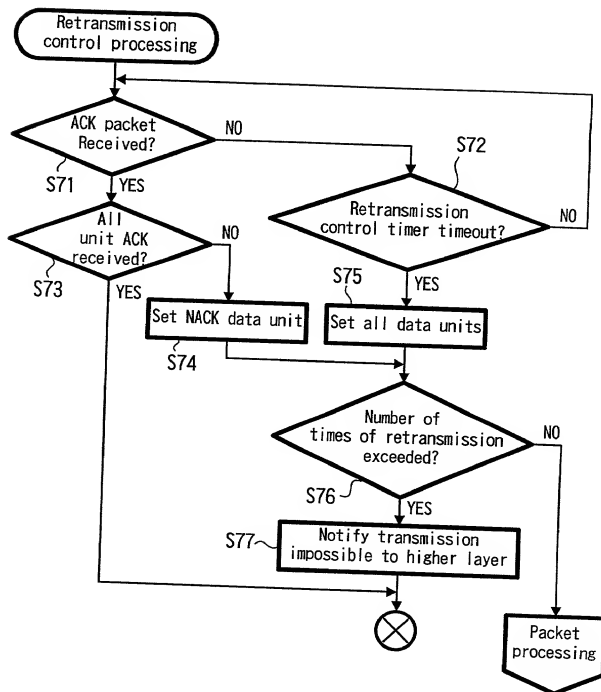 Retransmission
control processing
ACK packet
Received?
NO
S71
YES
S72
Retransmission
control timer timeout?
NO
YES
All
unit ACK
received?
NO
S73
YES
S75
Set NACK data unit
S74
Set all data units
Number of
times of retransmission
exceeded?
NO
S76
YES
S77
Notify transmission
impossible to higher layer
Packet
processing